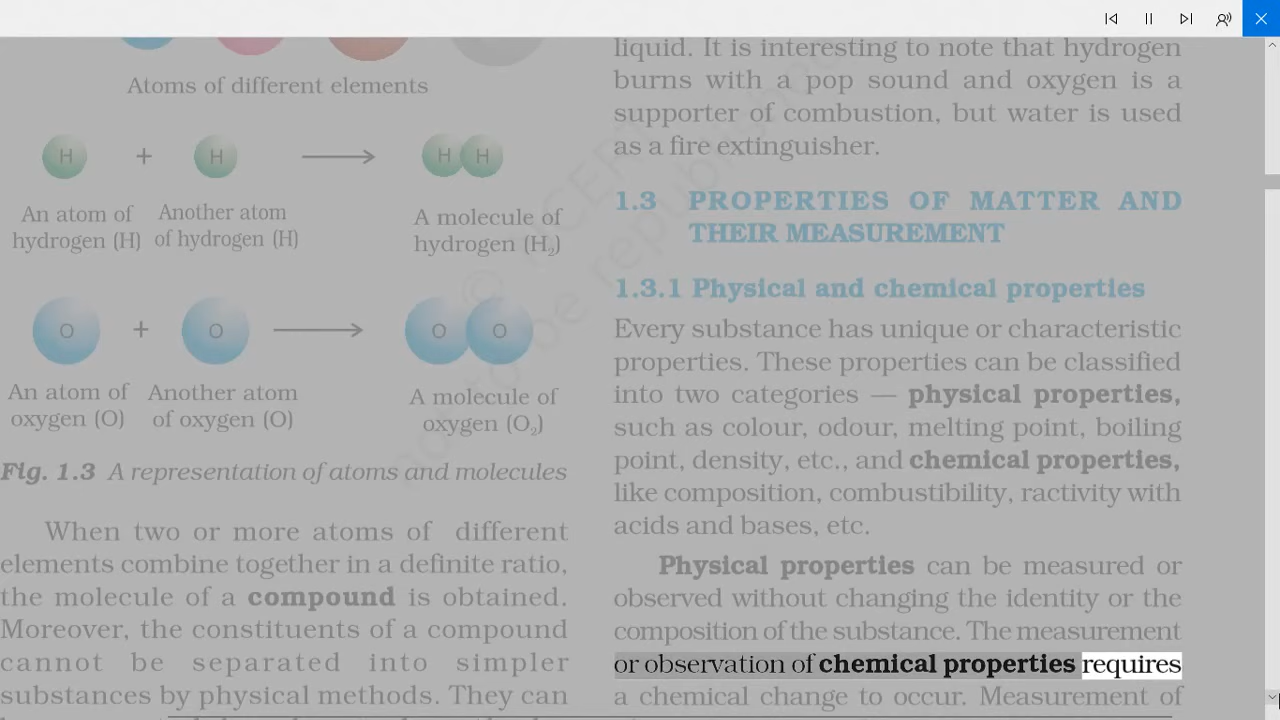 Atoms of different elements
H + H H H
An atom of hydrogen (H)
Another atom of hydrogen (H)
A molecule of hydrogen (H₂)
O + O O O
An atom of oxygen (O)
Another atom of oxygen (O)
A molecule of oxygen (O₂)
Fig. 1.3 A representation of atoms and molecules
When two or more atoms of different
elements combine together in a definite ratio,
the molecule of a compound is obtained.
Moreover, the constituents of a compound
cannot be separated into simpler
substances by physical methods. They can
liquid. It is interesting to note that hydrogen
burns with a pop sound and oxygen is a
supporter of combustion, but water is used
as a fire extinguisher.
1.3 PROPERTIES OF MATTER AND
THEIR MEASUREMENT
1.3.1 Physical and chemical properties
Every substance has unique or characteristic
properties. These properties can be classified
into two categories — physical properties,
such as colour, odour, melting point, boiling
point, density, etc., and chemical properties,
like composition, combustibility, ractivity with
acids and bases, etc.
Physical properties can be measured or
observed without changing the identity or the
composition of the substance. The measurement
or observation of chemical properties requires
a chemical change to occur. Measurement of
© NCERT
not to be republished